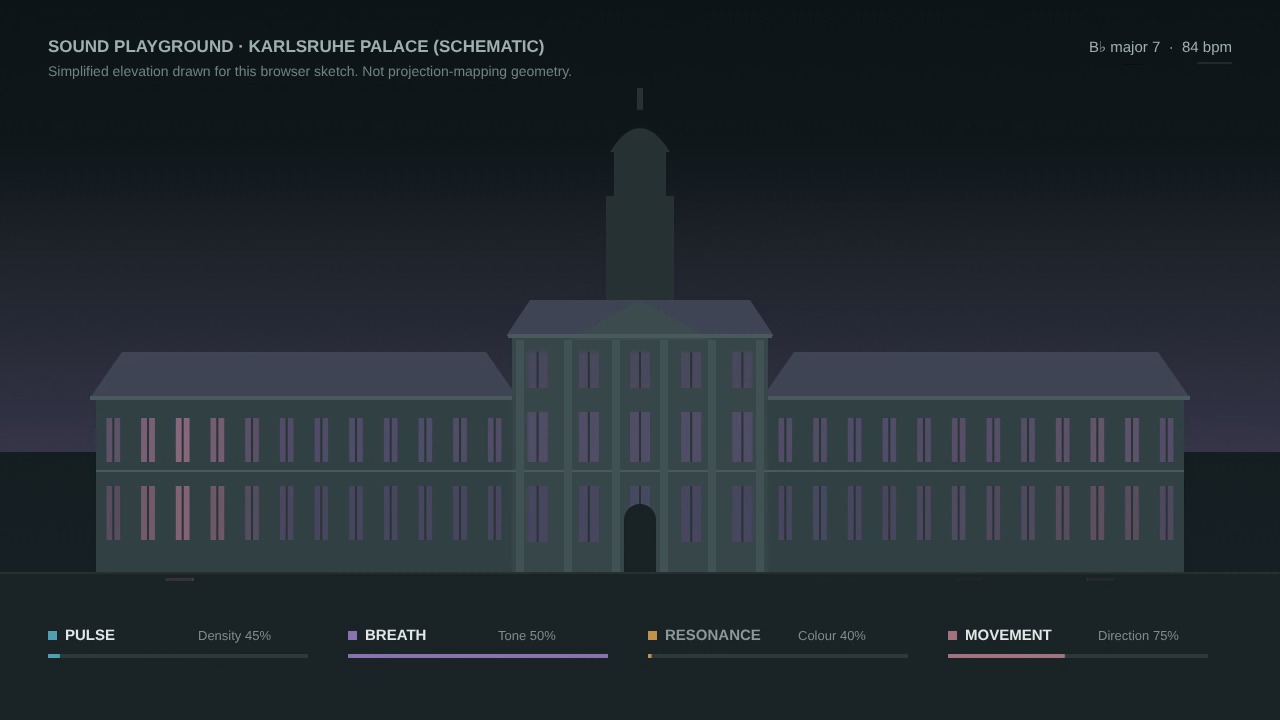 SOUND PLAYGROUND · KARLSRUHE PALACE (SCHEMATIC)
B♭ major 7 · 84 bpm
Simplified elevation drawn for this browser sketch. Not projection-mapping geometry.
PULSE Density 45%
BREATH Tone 50%
RESONANCE Colour 40%
MOVEMENT Direction 75%